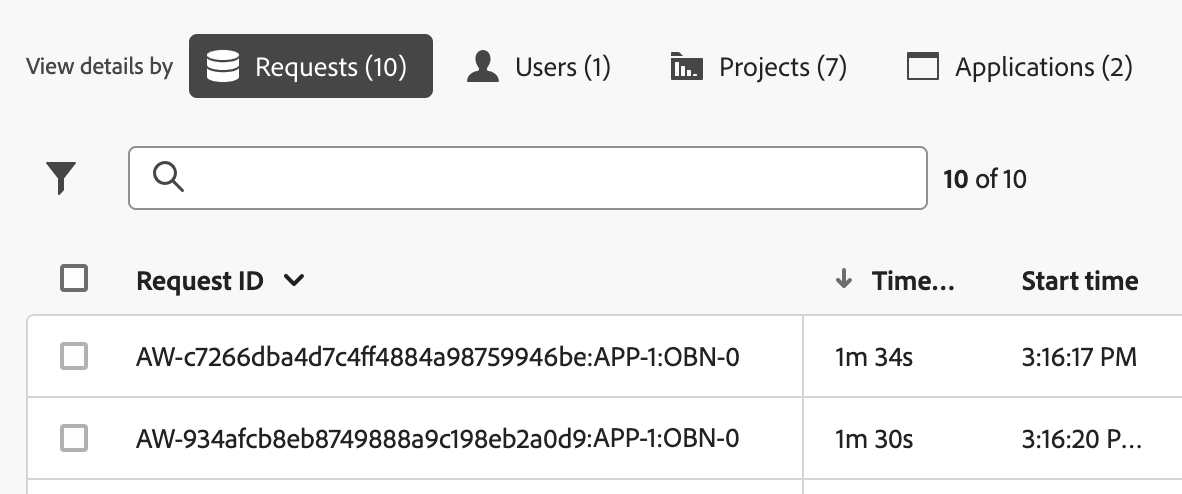 View details by Requests (10) Users (1) Projects (7) Applications (2)
10 of 10
Request ID Time... Start time
AW-c7266dba4d7c4ff4884a98759946be:APP-1:OBN-0 1m 34s 3:16:17 PM
AW-934afcb8eb8749888a9c198eb2a0d9:APP-1:OBN-0 1m 30s 3:16:20 P...